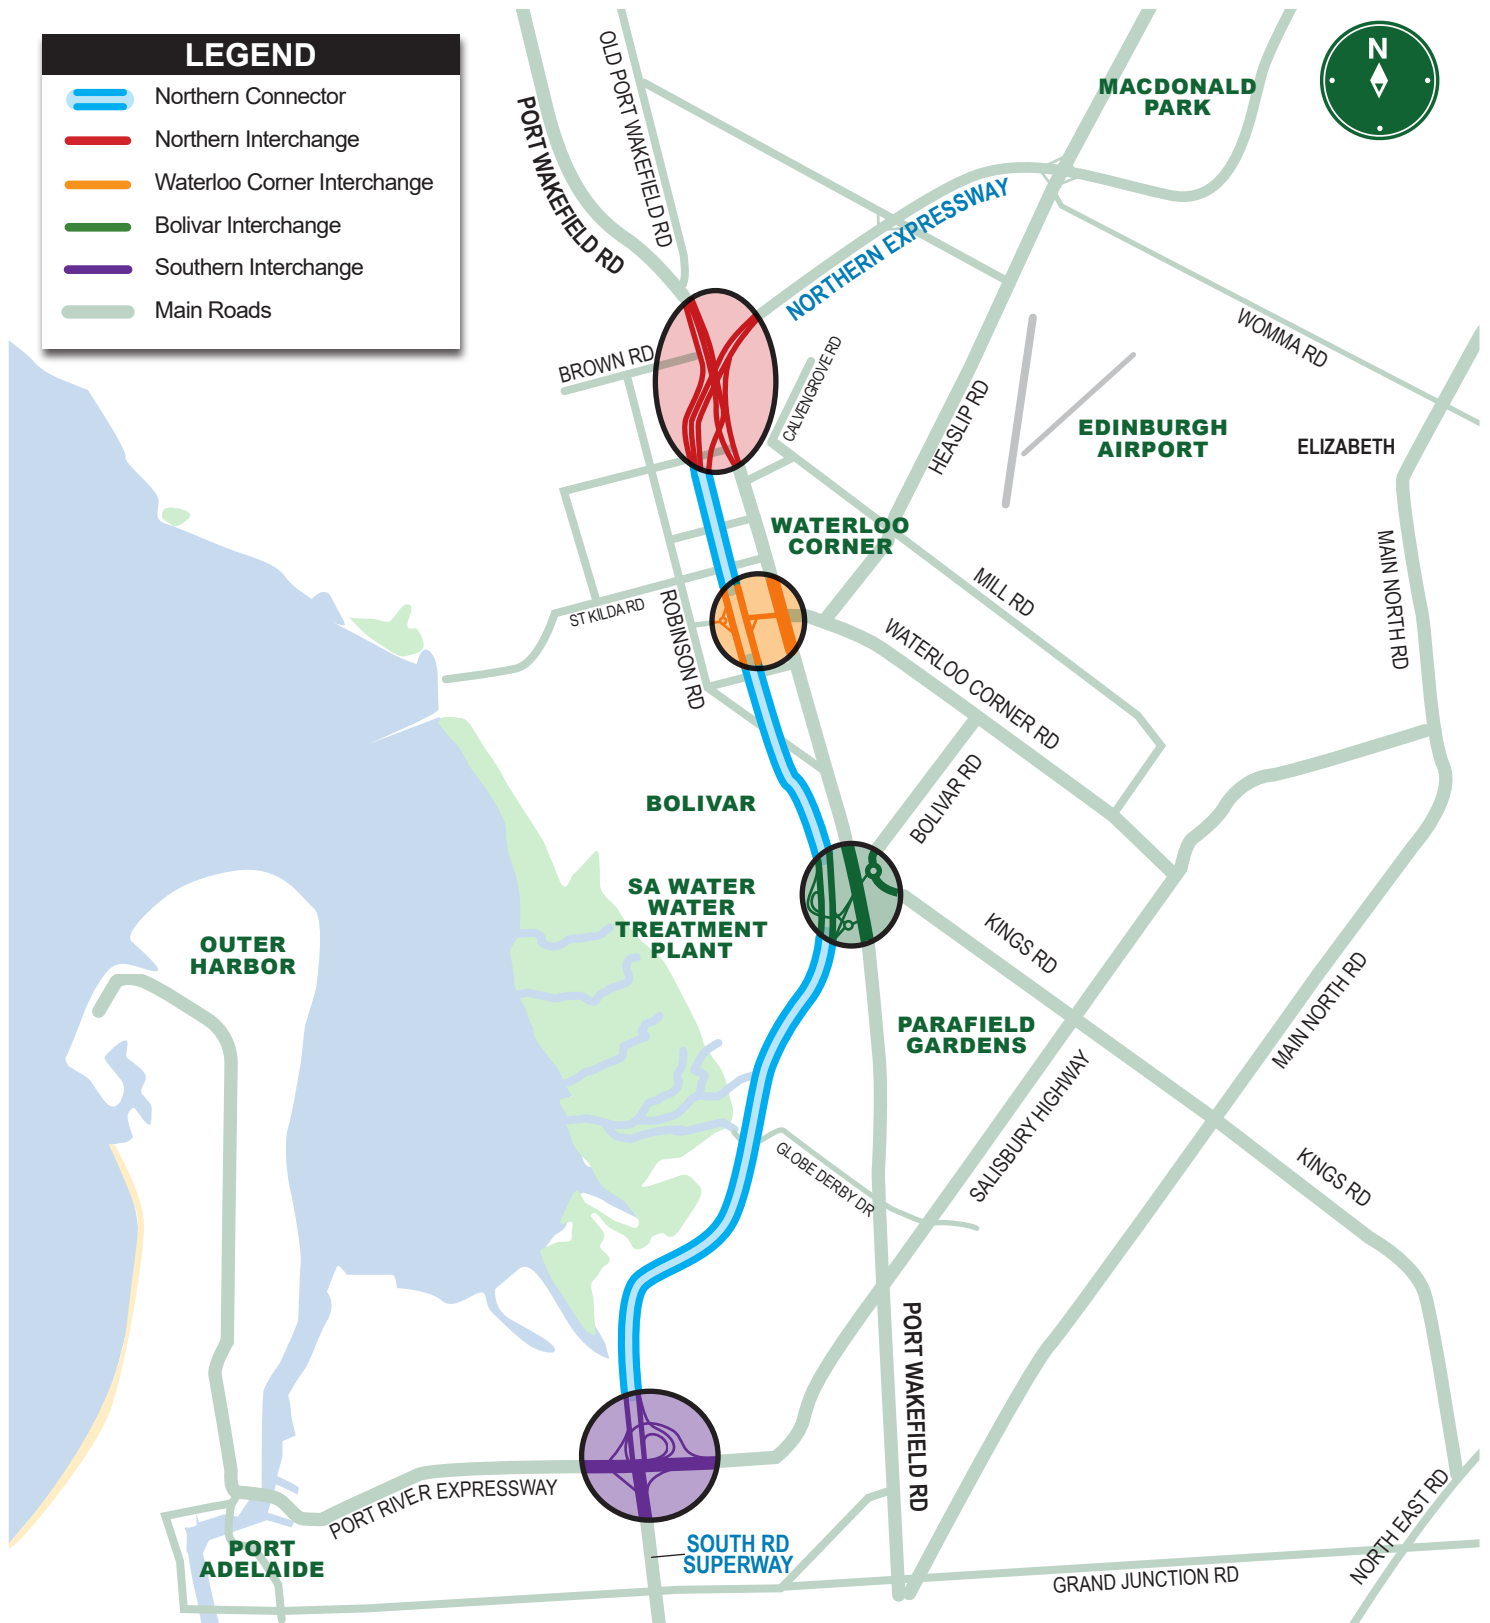 LEGEND
Northern Connector
Northern Interchange
Waterloo Corner Interchange
Bolivar Interchange
Southern Interchange
Main Roads
N
OLD PORT WAKEFIELD RD
PORT WAKEFIELD RD
MACDONALD
PARK
NORTHERN EXPRESSWAY
WOMMA RD
BROWN RD
CALVENGROVE RD
HEASLIP RD
EDINBURGH
AIRPORT
ELIZABETH
WATERLOO
CORNER
MAIN NORTH RD
MILL RD
ST KILDA RD
ROBINSON RD
WATERLOO CORNER RD
BOLIVAR RD
BOLIVAR
SA WATER
WATER
TREATMENT
PLANT
OUTER
HARBOR
KINGS RD
MAIN NORTH RD
PARAFIELD
GARDENS
SALISBURY HIGHWAY
GLOBE DERBY DR
KINGS RD
PORT WAKEFIELD RD
PORT RIVER EXPRESSWAY
SOUTH RD
SUPERWAY
PORT
ADELAIDE
GRAND JUNCTION RD
NORTH EAST RD